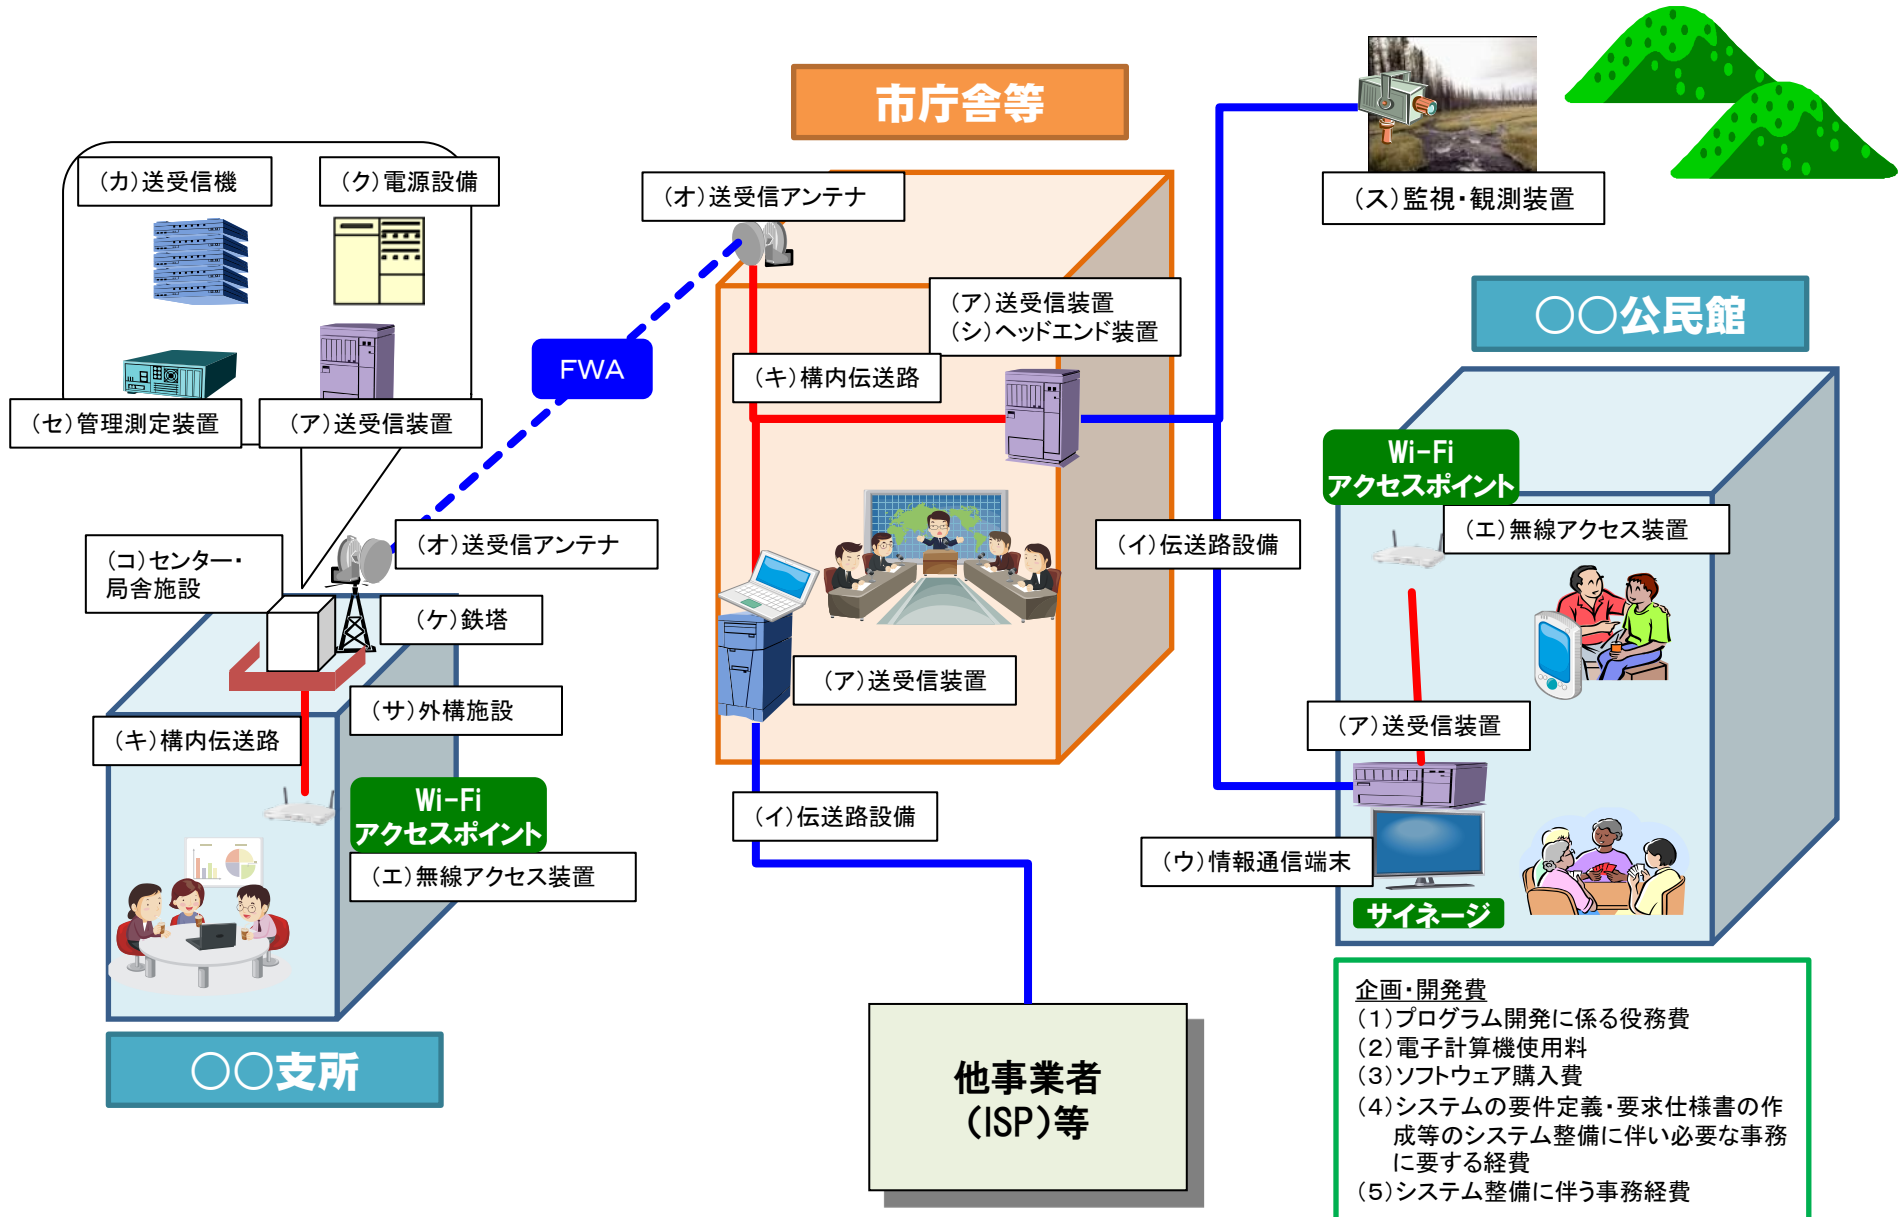 市庁舎等
（カ）送受信機
（ク）電源設備
（オ）送受信アンテナ
（ス）監視・観測装置
（ア）送受信装置
（シ）ヘッドエンド装置
○○公民館
（キ）構内伝送路
FWA
（セ）管理測定装置
（ア）送受信装置
Wi-Fi
アクセスポイント
（エ）無線アクセス装置
（オ）送受信アンテナ
（イ）伝送路設備
（コ）センター・
局舎施設
（ケ）鉄塔
（ア）送受信装置
（サ）外構施設
（キ）構内伝送路
（ア）送受信装置
Wi-Fi
アクセスポイント
（エ）無線アクセス装置
（イ）伝送路設備
（ウ）情報通信端末
サイネージ
○○支所
他事業者
（ISP）等
企画・開発費
（１）プログラム開発に係る役務費
（２）電子計算機使用料
（３）ソフトウェア購入費
（４）システムの要件定義・要求仕様書の作
成等のシステム整備に伴い必要な事務
に要する経費
（５）システム整備に伴う事務経費